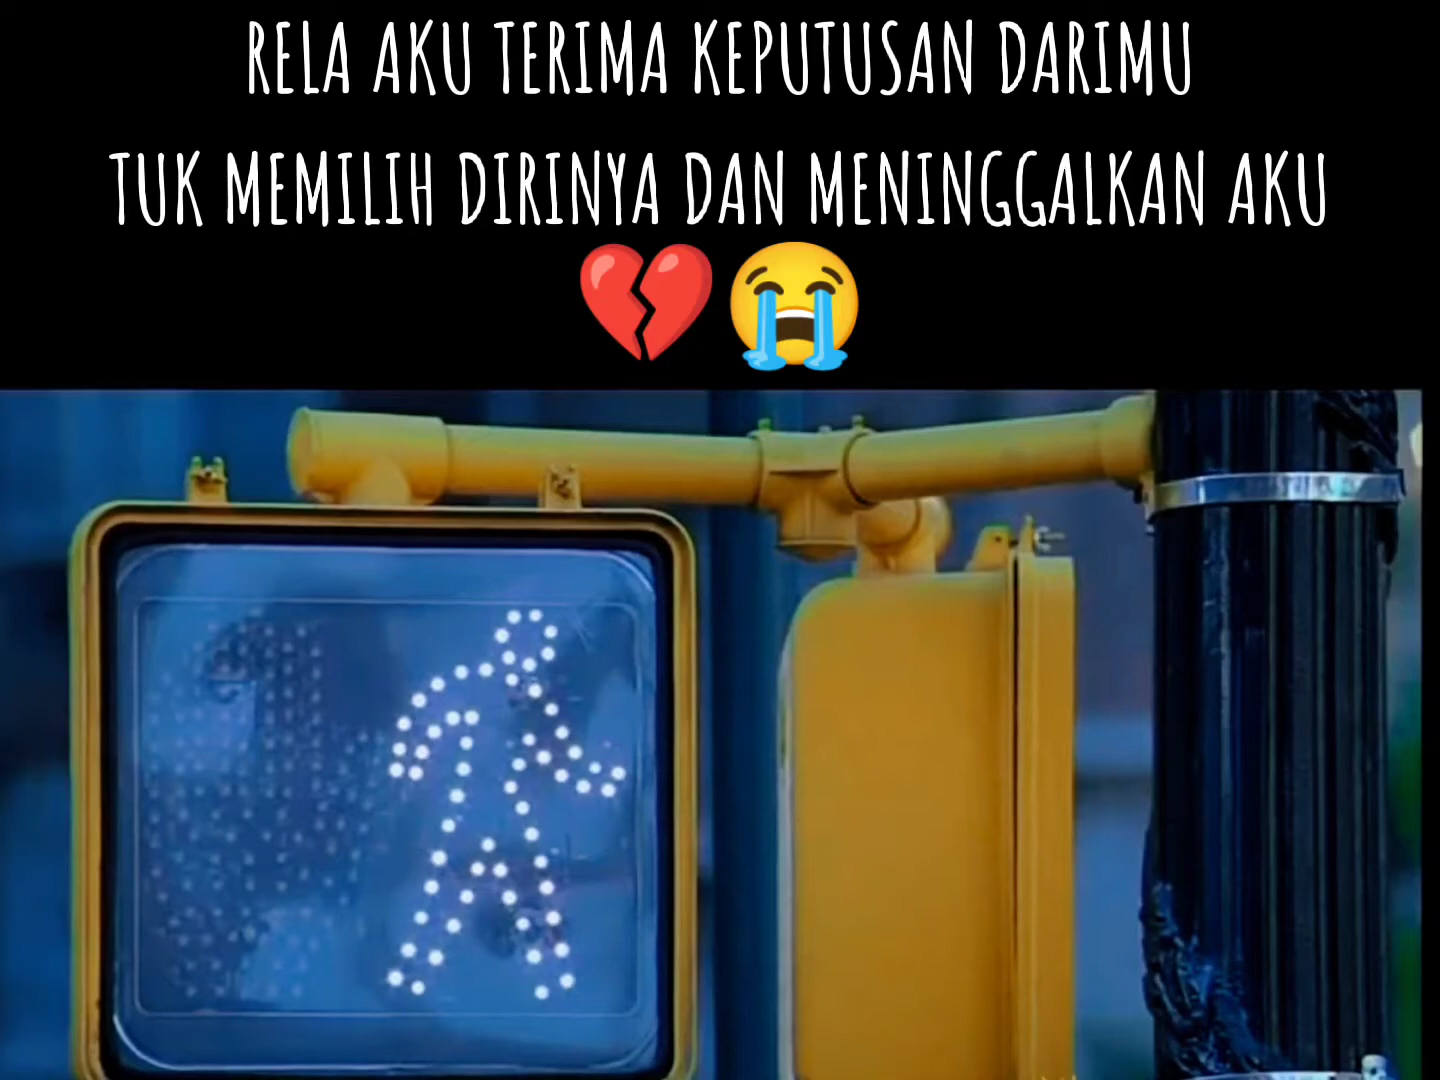 RELA AKU TERIMA KEPUTUSAN DARIMU
TUK MEMILIH DIRINYA DAN MENINGGALKAN AKU
💔😭